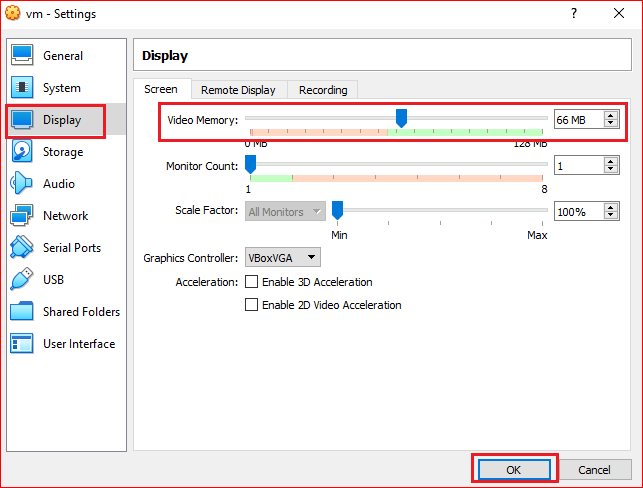 vm - Settings
?
General
System
Display
Storage
Audio
Network
Serial Ports
USB
Shared Folders
User Interface
Display
Screen
Remote Display
Recording
Video Memory:
66 MB
0 MB
128 MB
Monitor Count:
1
1
8
Scale Factor:
All Monitors
100%
Min
Max
Graphics Controller:
VBoxVGA
Acceleration:
Enable 3D Acceleration
Enable 2D Video Acceleration
OK
Cancel